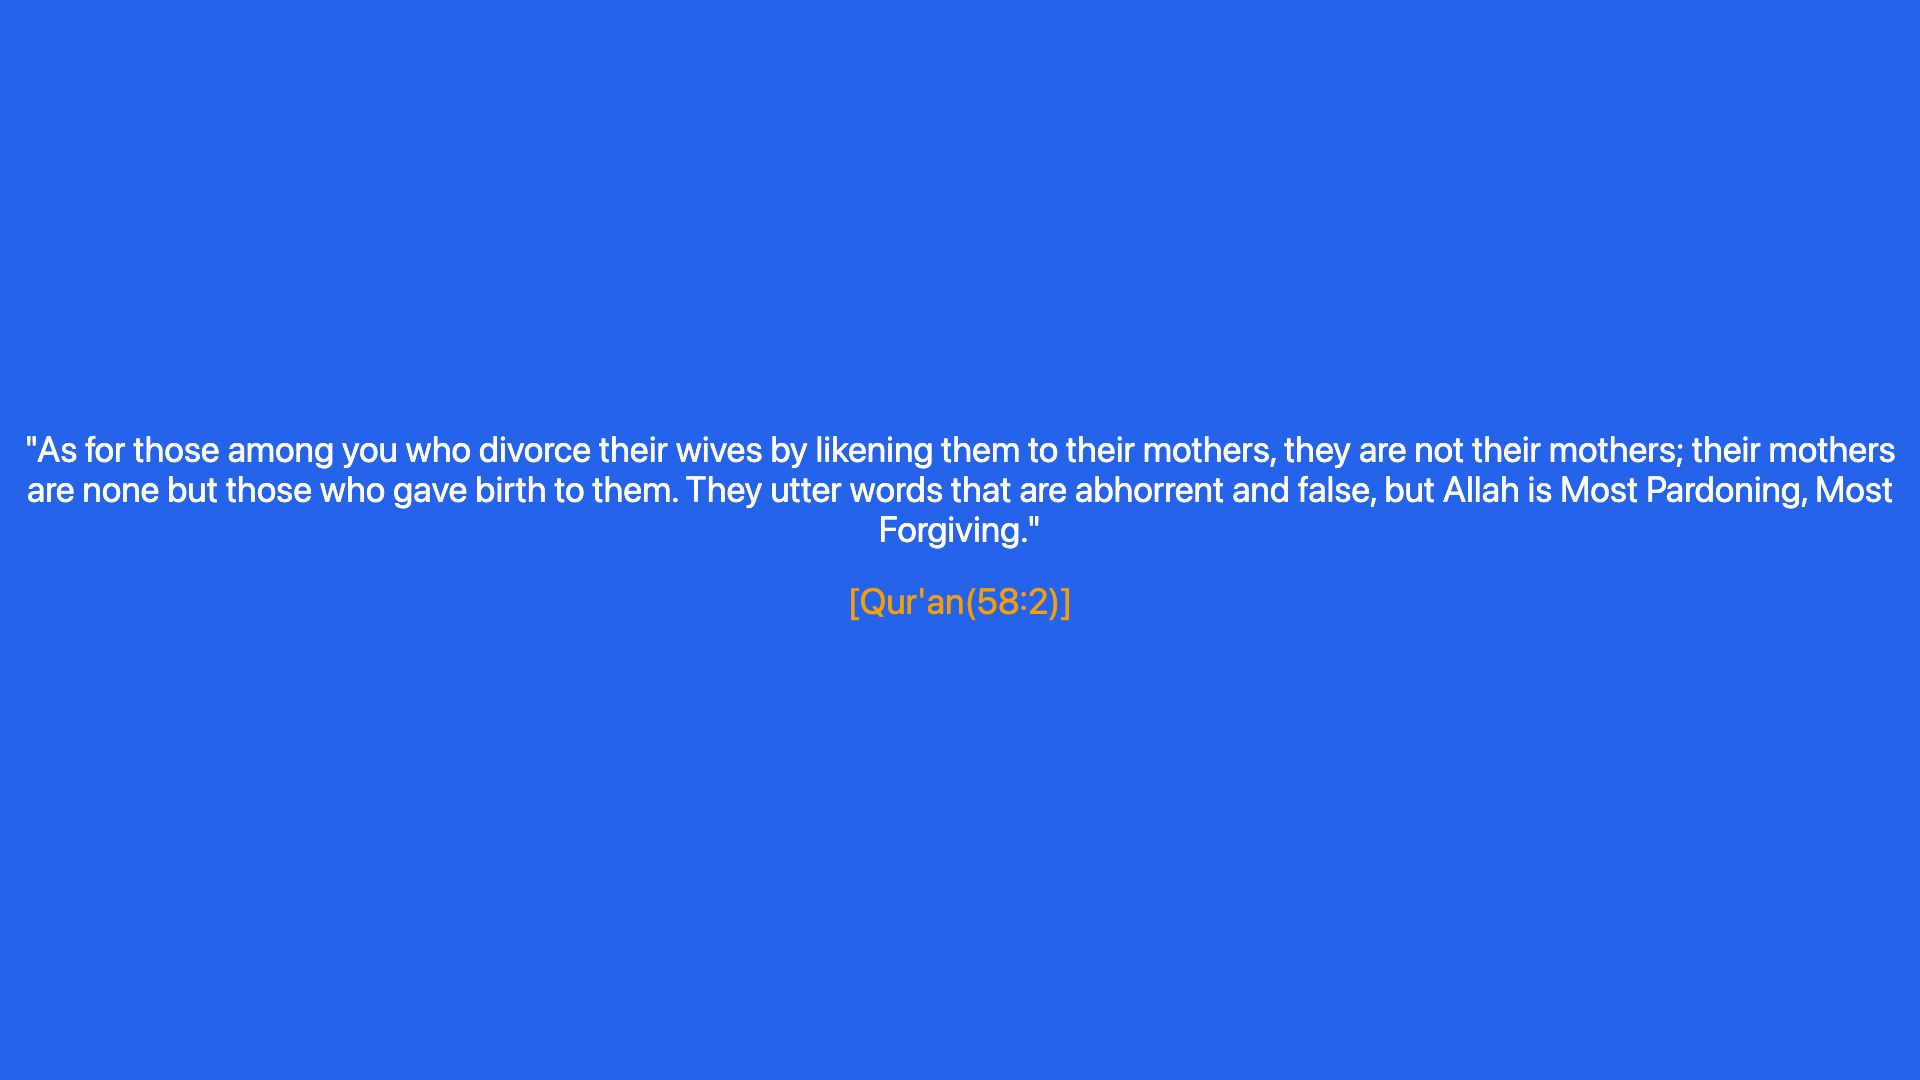 "As for those among you who divorce their wives by likening them to their mothers, they are not their mothers; their mothers
are none but those who gave birth to them. They utter words that are abhorrent and false, but Allah is Most Pardoning, Most
Forgiving."
[Qur'an(58:2)]